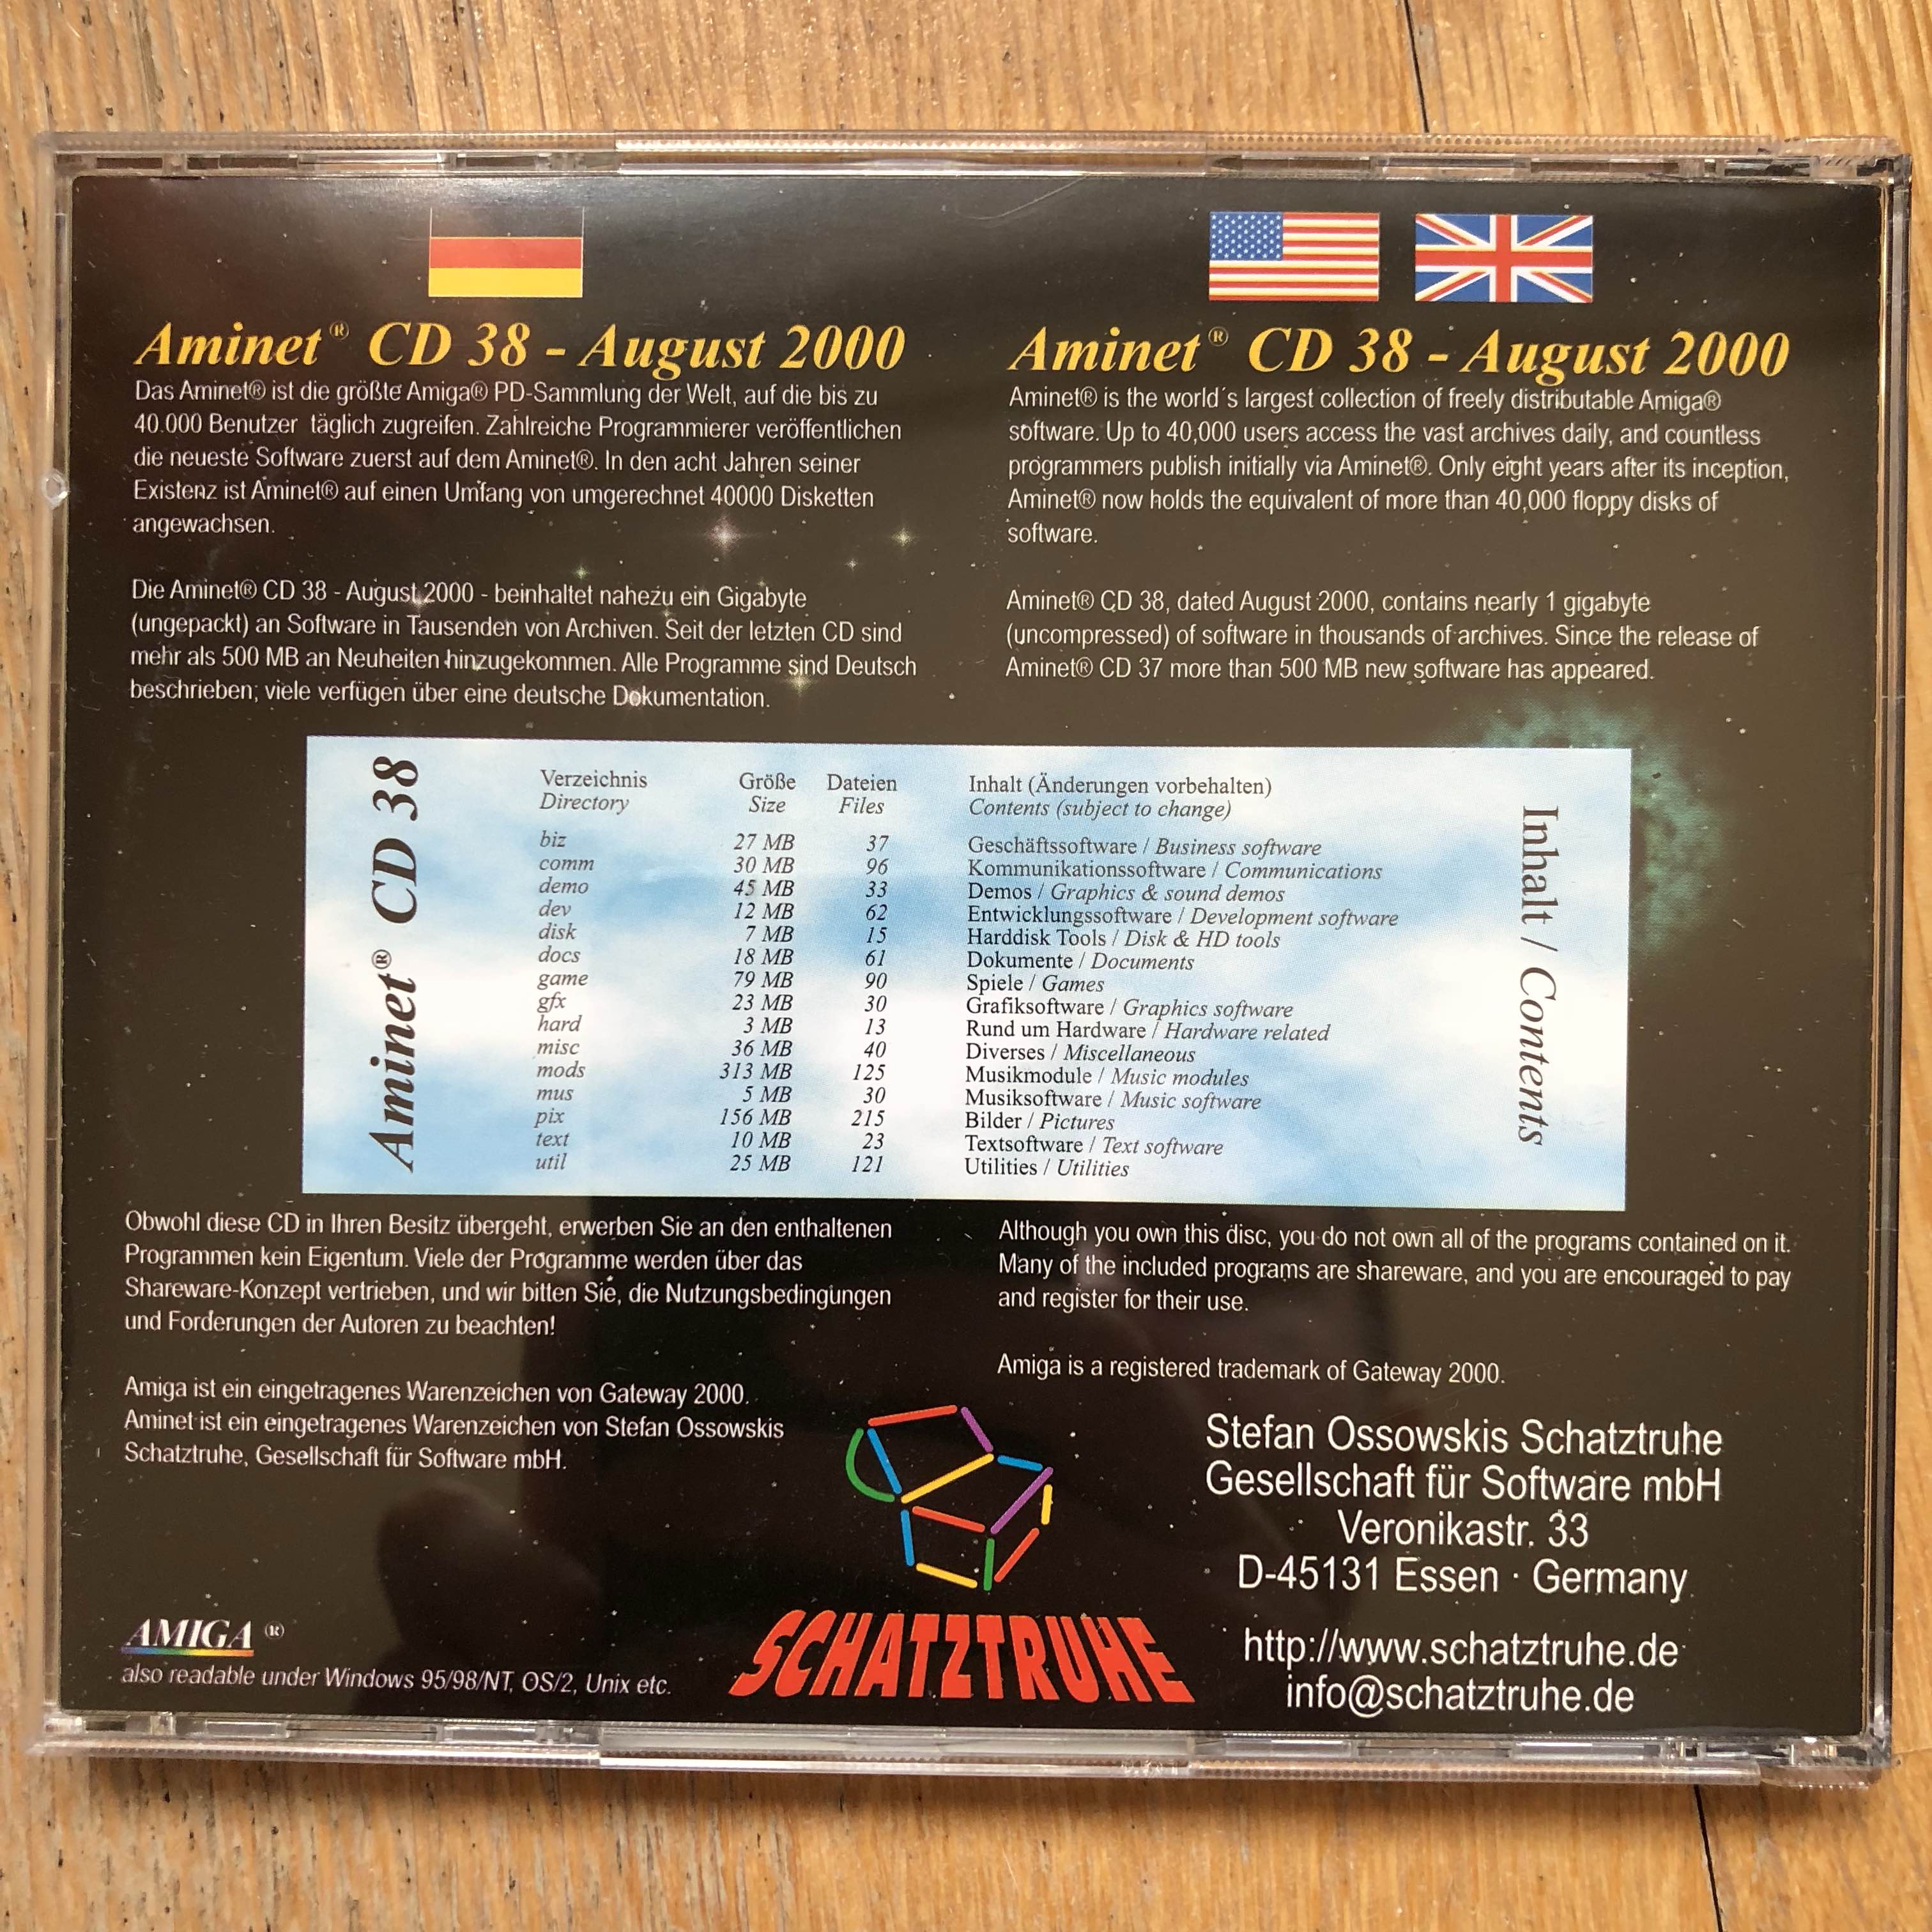 Aminet® CD 38 - August 2000
Das Aminet® ist die größte Amiga® PD-Sammlung der Welt, auf die bis zu
40.000 Benutzer täglich zugreifen. Zahlreiche Programmierer veröffentlichen
die neueste Software zuerst auf dem Aminet®. In den acht Jahren seiner
Existenz ist Aminet® auf einen Umfang von umgerechnet 40000 Disketten
angewachsen.
Die Aminet® CD 38 - August 2000 - beinhaltet nahezu ein Gigabyte
(ungepackt) an Software in Tausenden von Archiven. Seit der letzten CD sind
mehr als 500 MB an Neuheiten hinzugekommen. Alle Programme sind Deutsch
beschrieben; viele verfügen über eine deutsche Dokumentation.
Aminet® CD 38 - August 2000
Aminet® is the world´s largest collection of freely distributable Amiga®
software. Up to 40,000 users access the vast archives daily, and countless
programmers publish initially via Aminet®. Only eight years after its inception,
Aminet® now holds the equivalent of more than 40,000 floppy disks of
software.
Aminet® CD 38, dated August 2000, contains nearly 1 gigabyte
(uncompressed) of software in thousands of archives. Since the release of
Aminet® CD 37 more than 500 MB new software has appeared.
Aminet® CD 38
Verzeichnis Größe Dateien Inhalt (Änderungen vorbehalten)
Directory Size Files Contents (subject to change)
biz 27 MB 37 Geschäftssoftware / Business software
comm 30 MB 96 Kommunikationssoftware / Communications
demo 45 MB 33 Demos / Graphics & sound demos
dev 12 MB 62 Entwicklungssoftware / Development software
disk 7 MB 15 Harddisk Tools / Disk & HD tools
docs 18 MB 61 Dokumente / Documents
game 79 MB 90 Spiele / Games
gfx 23 MB 30 Grafiksoftware / Graphics software
hard 3 MB 13 Rund um Hardware / Hardware related
misc 36 MB 40 Diverses / Miscellaneous
mods 313 MB 125 Musikmodule / Music modules
mus 5 MB 30 Musiksoftware / Music software
pix 156 MB 215 Bilder / Pictures
text 10 MB 23 Textsoftware / Text software
util 25 MB 121 Utilities / Utilities
Inhalt / Contents
Obwohl diese CD in Ihren Besitz übergeht, erwerben Sie an den enthaltenen
Programmen kein Eigentum. Viele der Programme werden über das
Shareware-Konzept vertrieben, und wir bitten Sie, die Nutzungsbedingungen
und Forderungen der Autoren zu beachten!
Amiga ist ein eingetragenes Warenzeichen von Gateway 2000.
Aminet ist ein eingetragenes Warenzeichen von Stefan Ossowskis
Schatztruhe, Gesellschaft für Software mbH.
Although you own this disc, you do not own all of the programs contained on it.
Many of the included programs are shareware, and you are encouraged to pay
and register for their use.
Amiga is a registered trademark of Gateway 2000.
AMIGA ®
also readable under Windows 95/98/NT, OS/2, Unix etc.
SCHATZTRUHE
Stefan Ossowskis Schatztruhe
Gesellschaft für Software mbH
Veronikastr. 33
D-45131 Essen · Germany
http://www.schatztruhe.de
info@schatztruhe.de